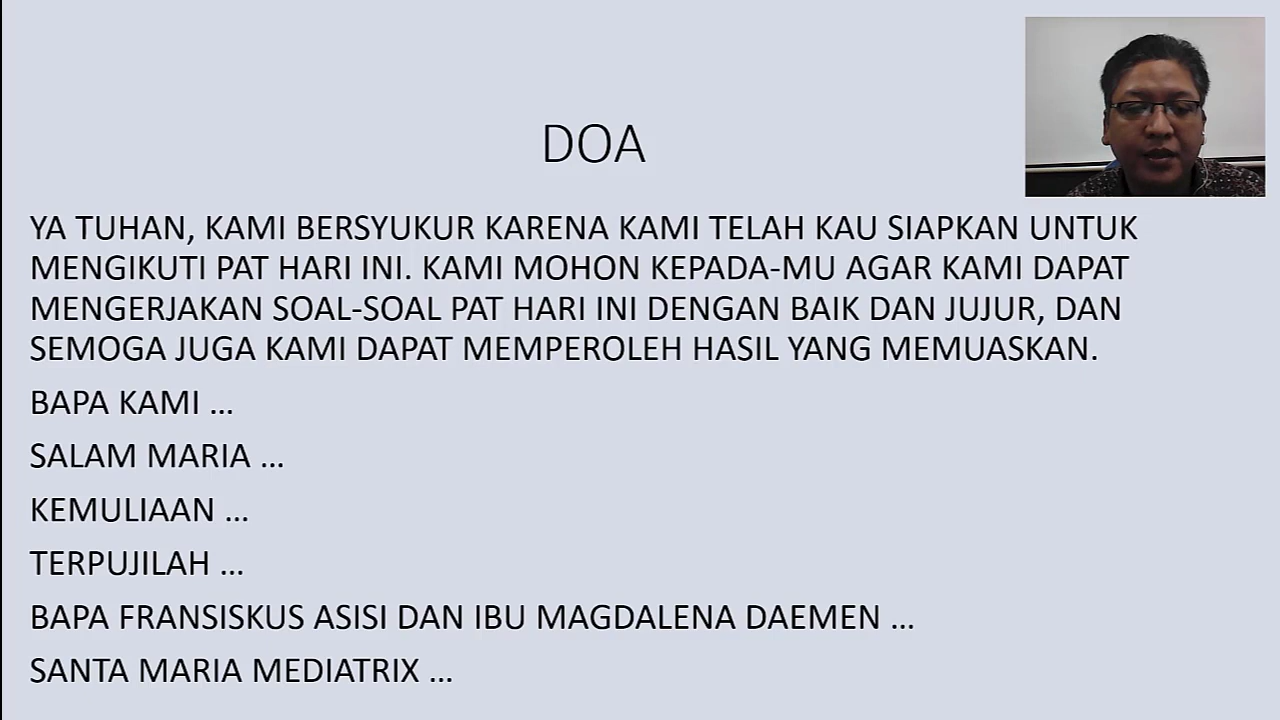 DOA
YA TUHAN, KAMI BERSYUKUR KARENA KAMI TELAH KAU SIAPKAN UNTUK
MENGIKUTI PAT HARI INI. KAMI MOHON KEPADA-MU AGAR KAMI DAPAT
MENGERJAKAN SOAL-SOAL PAT HARI INI DENGAN BAIK DAN JUJUR, DAN
SEMOGA JUGA KAMI DAPAT MEMPEROLEH HASIL YANG MEMUASKAN.
BAPA KAMI ...
SALAM MARIA ...
KEMULIAAN ...
TERPUJILAH ...
BAPA FRANSISKUS ASISI DAN IBU MAGDALENA DAEMEN ...
SANTA MARIA MEDIATRIX ...